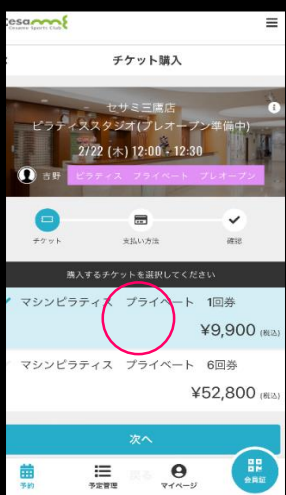 Sesame Sports Club
チケット購入
セサミ三鷹店
ピラティススタジオ(プレオープン準備中)
2/22 (木) 12:00 - 12:30
吉野 ピラティス プライベート プレオープン
チケット 支払い方法 確認
購入するチケットを選択してください
マシンピラティス プライベート 1回券
¥9,900 (税込)
マシンピラティス プライベート 6回券
¥52,800 (税込)
次へ
戻る
予約 予定管理 マイページ 会員証